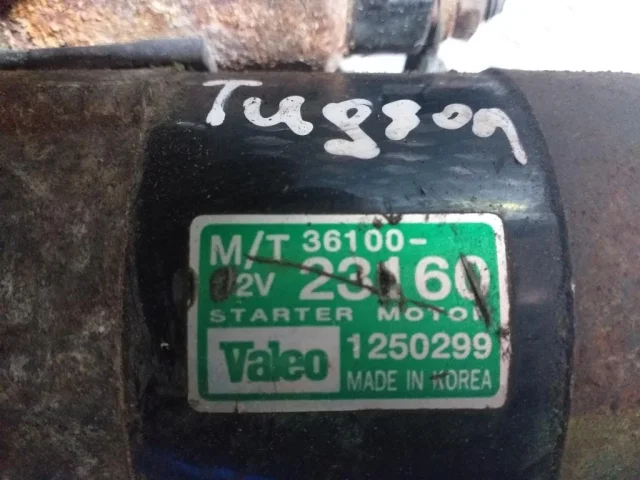 Tugson
M/T 36100-
12V 23160
STARTER MOTOR
Valeo 1250299
MADE IN KOREA